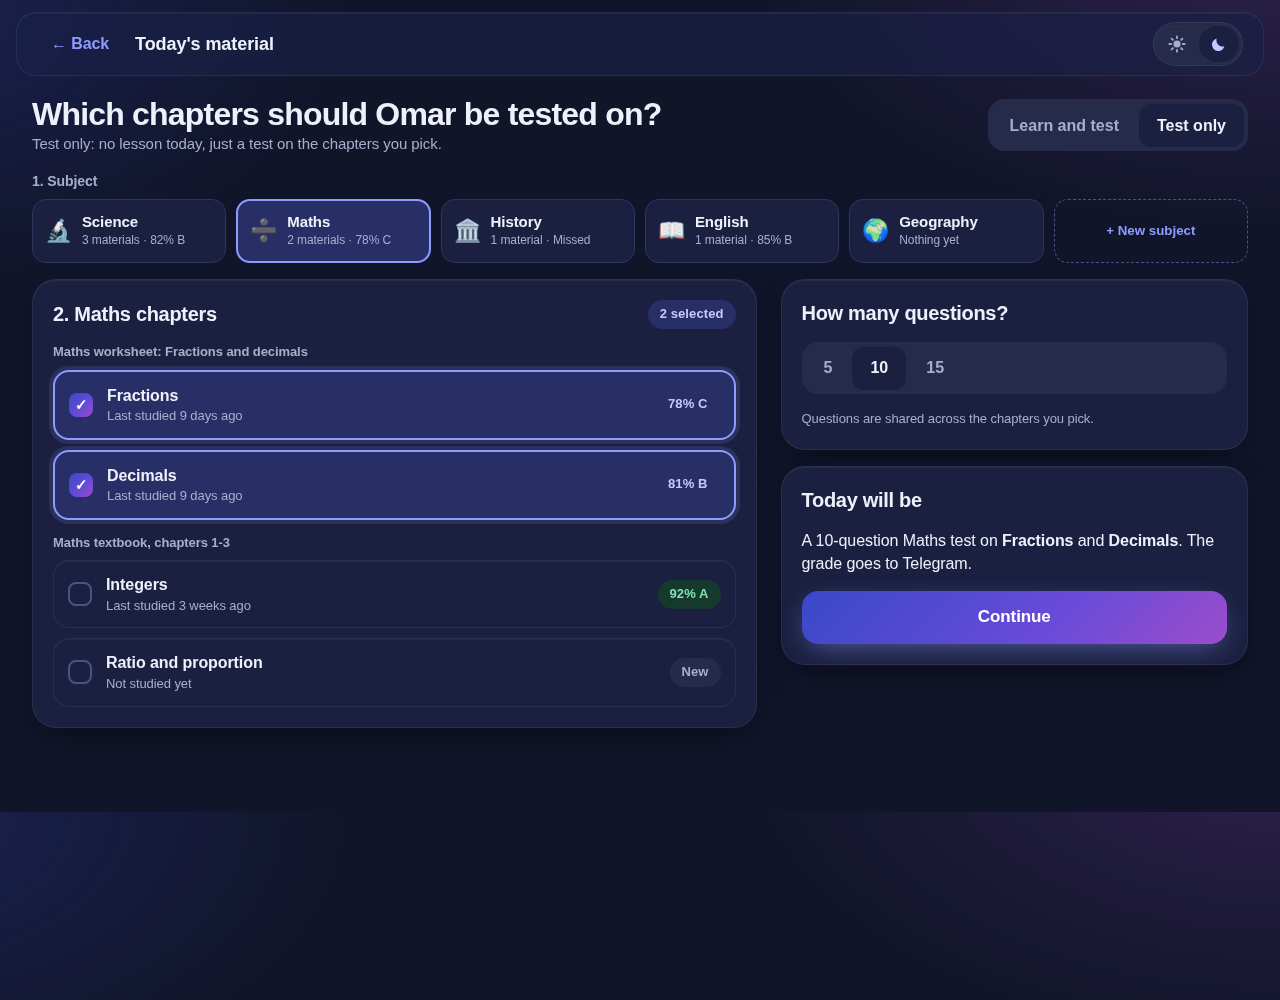 ← Back
Today's material
Which chapters should Omar be tested on?
Test only: no lesson today, just a test on the chapters you pick.
Learn and test
Test only
1. Subject
Science
3 materials · 82% B
Maths
2 materials · 78% C
History
1 material · Missed
English
1 material · 85% B
Geography
Nothing yet
+ New subject
2. Maths chapters
2 selected
Maths worksheet: Fractions and decimals
Fractions
Last studied 9 days ago
78% C
Decimals
Last studied 9 days ago
81% B
Maths textbook, chapters 1-3
Integers
Last studied 3 weeks ago
92% A
Ratio and proportion
Not studied yet
New
How many questions?
5
10
15
Questions are shared across the chapters you pick.
Today will be
A 10-question Maths test on Fractions and Decimals. The
grade goes to Telegram.
Continue